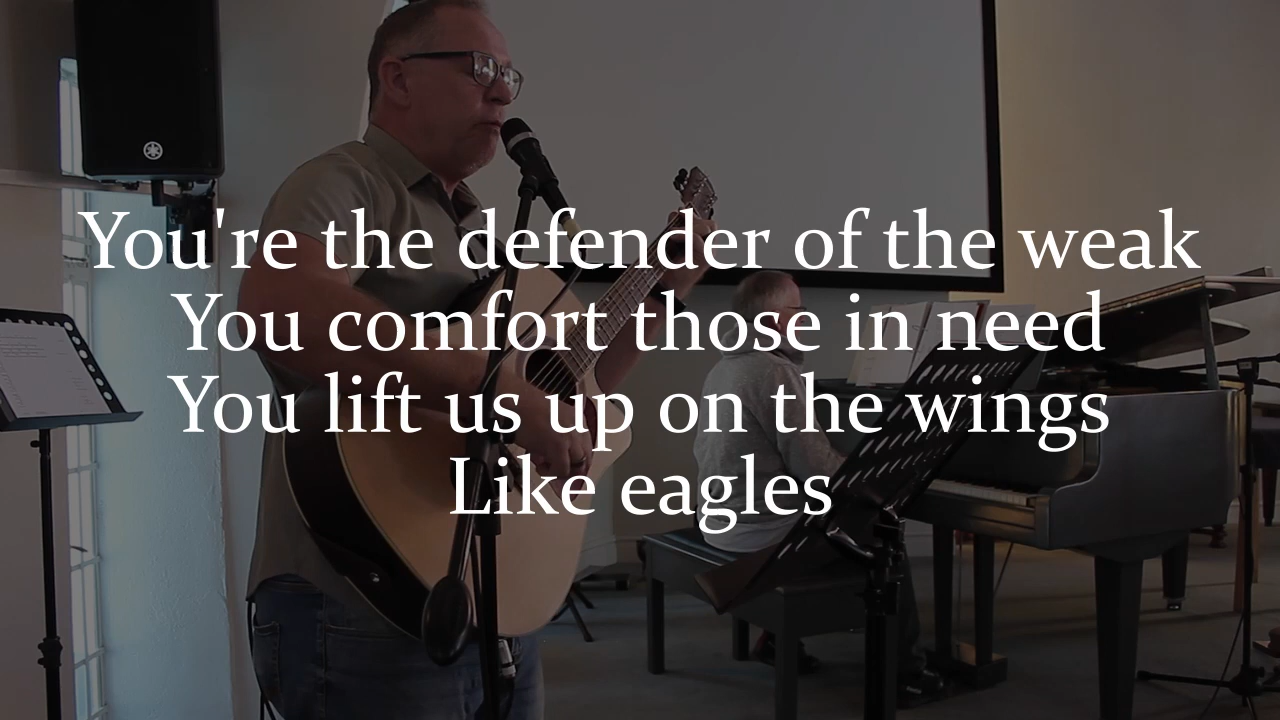 You're the defender of the weak
You comfort those in need
You lift us up on the wings
Like eagles